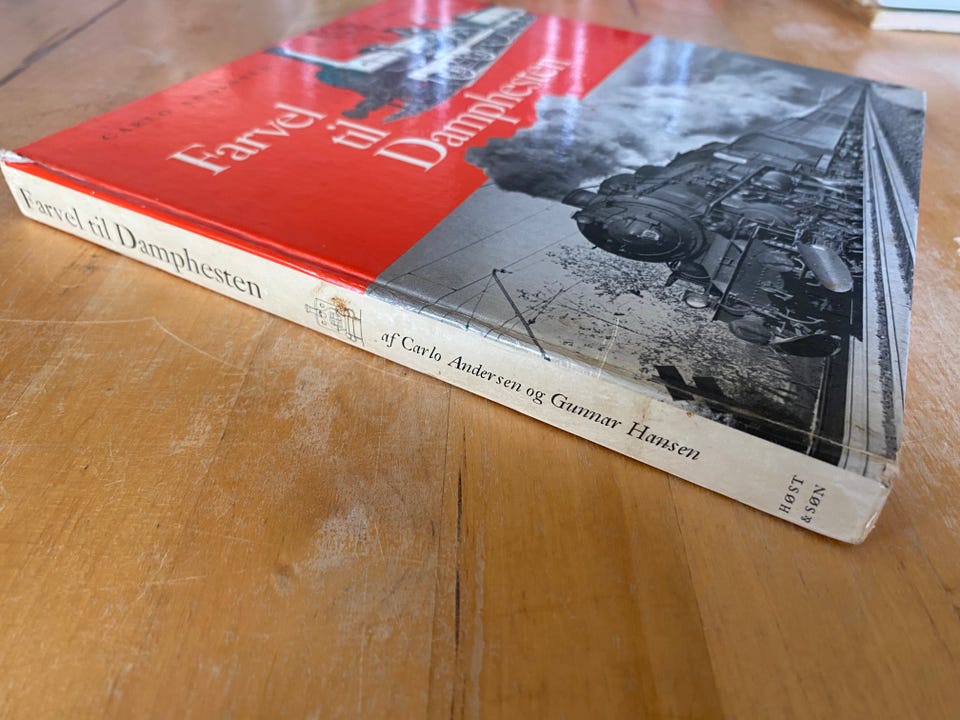 Farvel
til
Damphesten
Farvel til Damphesten
af Carlo Andersen og Gunnar Hansen
HØST
& SØN